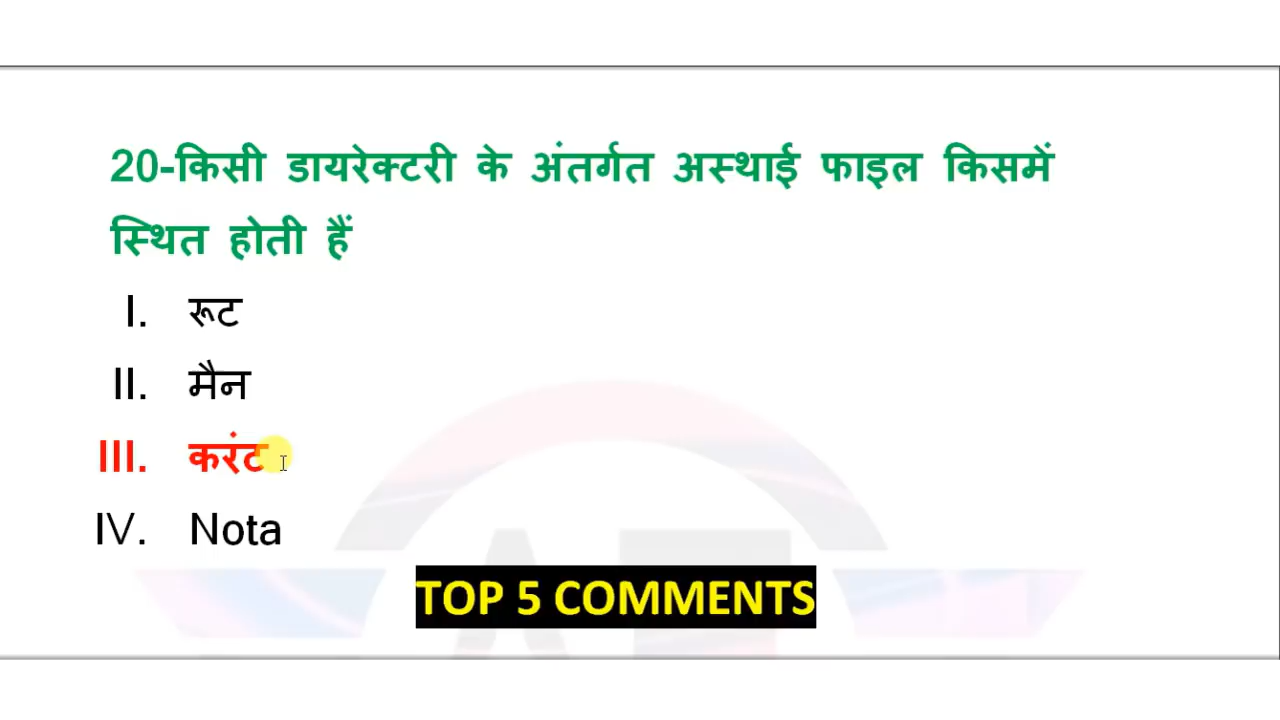 20-किसी डायरेक्टरी के अंतर्गत अस्थाई फाइल किसमें
स्थित होती हैं
I. रूट
II. मैन
III. करंट
IV. Nota
TOP 5 COMMENTS